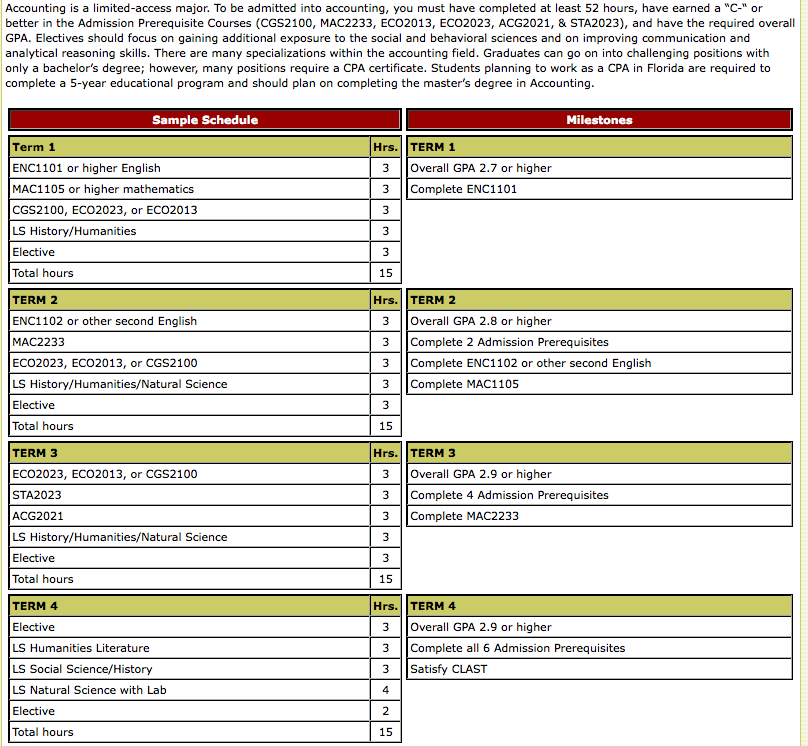 Accounting is a limited-access major. To be admitted into accounting, you must have completed at least 52 hours, have earned a "C-" or
better in the Admission Prerequisite Courses (CGS2100, MAC2233, ECO2013, ECO2023, ACG2021, & STA2023), and have the required overall
GPA. Electives should focus on gaining additional exposure to the social and behavioral sciences and on improving communication and
analytical reasoning skills. There are many specializations within the accounting field. Graduates can go on into challenging positions with
only a bachelor's degree; however, many positions require a CPA certificate. Students planning to work as a CPA in Florida are required to
complete a 5-year educational program and should plan on completing the master's degree in Accounting.
Sample Schedule Milestones
Term 1 Hrs. TERM 1
ENC1101 or higher English 3 Overall GPA 2.7 or higher
MAC1105 or higher mathematics 3 Complete ENC1101
CGS2100, ECO2023, or ECO2013 3
LS History/Humanities 3
Elective 3
Total hours 15
TERM 2 Hrs. TERM 2
ENC1102 or other second English 3 Overall GPA 2.8 or higher
MAC2233 3 Complete 2 Admission Prerequisites
ECO2023, ECO2013, or CGS2100 3 Complete ENC1102 or other second English
LS History/Humanities/Natural Science 3 Complete MAC1105
Elective 3
Total hours 15
TERM 3 Hrs. TERM 3
ECO2023, ECO2013, or CGS2100 3 Overall GPA 2.9 or higher
STA2023 3 Complete 4 Admission Prerequisites
ACG2021 3 Complete MAC2233
LS History/Humanities/Natural Science 3
Elective 3
Total hours 15
TERM 4 Hrs. TERM 4
Elective 3 Overall GPA 2.9 or higher
LS Humanities Literature 3 Complete all 6 Admission Prerequisites
LS Social Science/History 3 Satisfy CLAST
LS Natural Science with Lab 4
Elective 2
Total hours 15